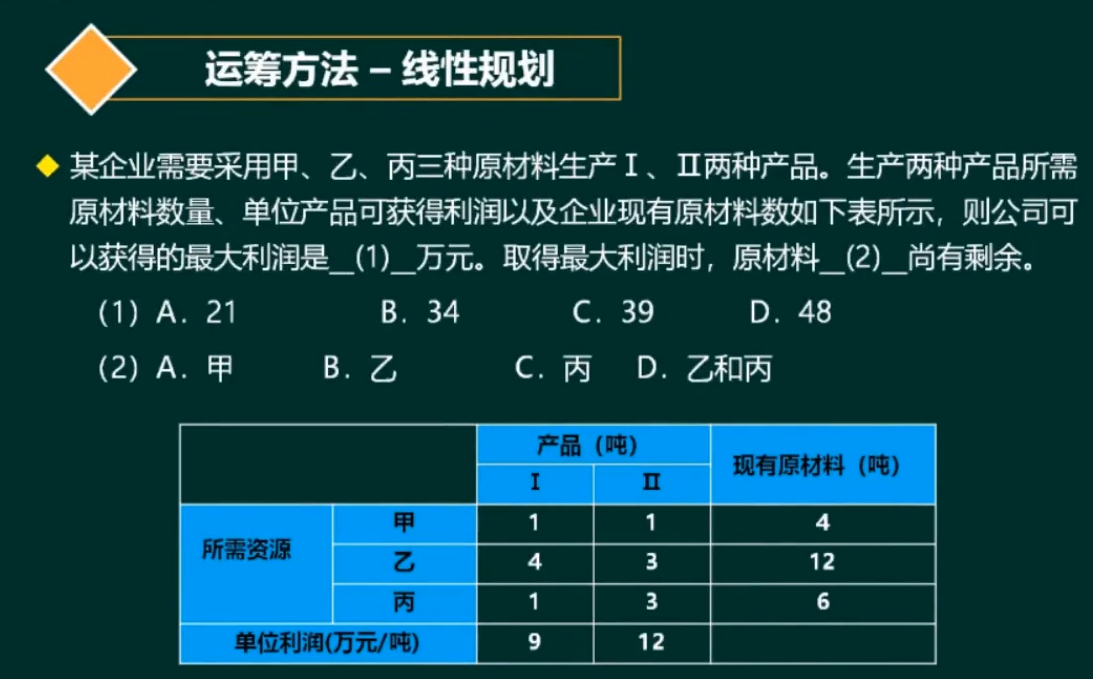 运筹方法 – 线性规划
某企业需要采用甲、乙、丙三种原材料生产Ⅰ、Ⅱ两种产品。生产两种产品所需
原材料数量、单位产品可获得利润以及企业现有原材料数如下表所示，则公司可
以获得的最大利润是__(1)__万元。取得最大利润时，原材料__(2)__尚有剩余。
（1）A．21 B．34 C．39 D．48
（2）A．甲 B．乙 C．丙 D．乙和丙
产品（吨） 现有原材料（吨）
Ⅰ Ⅱ
所需资源 甲 1 1 4
乙 4 3 12
丙 1 3 6
单位利润(万元/吨) 9 12